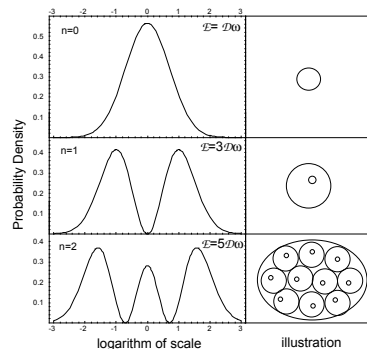 -3 -2 -1 0 1 2 3
n=0
ℰ= 𝒟ω
0.5
0.4
0.3
0.2
0.1
n=1
ℰ=3𝒟ω
0.4
0.3
0.2
0.1
n=2
ℰ=5𝒟ω
0.4
0.3
0.2
0.1
-3 -2 -1 0 1 2 3
Probability Density
logarithm of scale
illustration